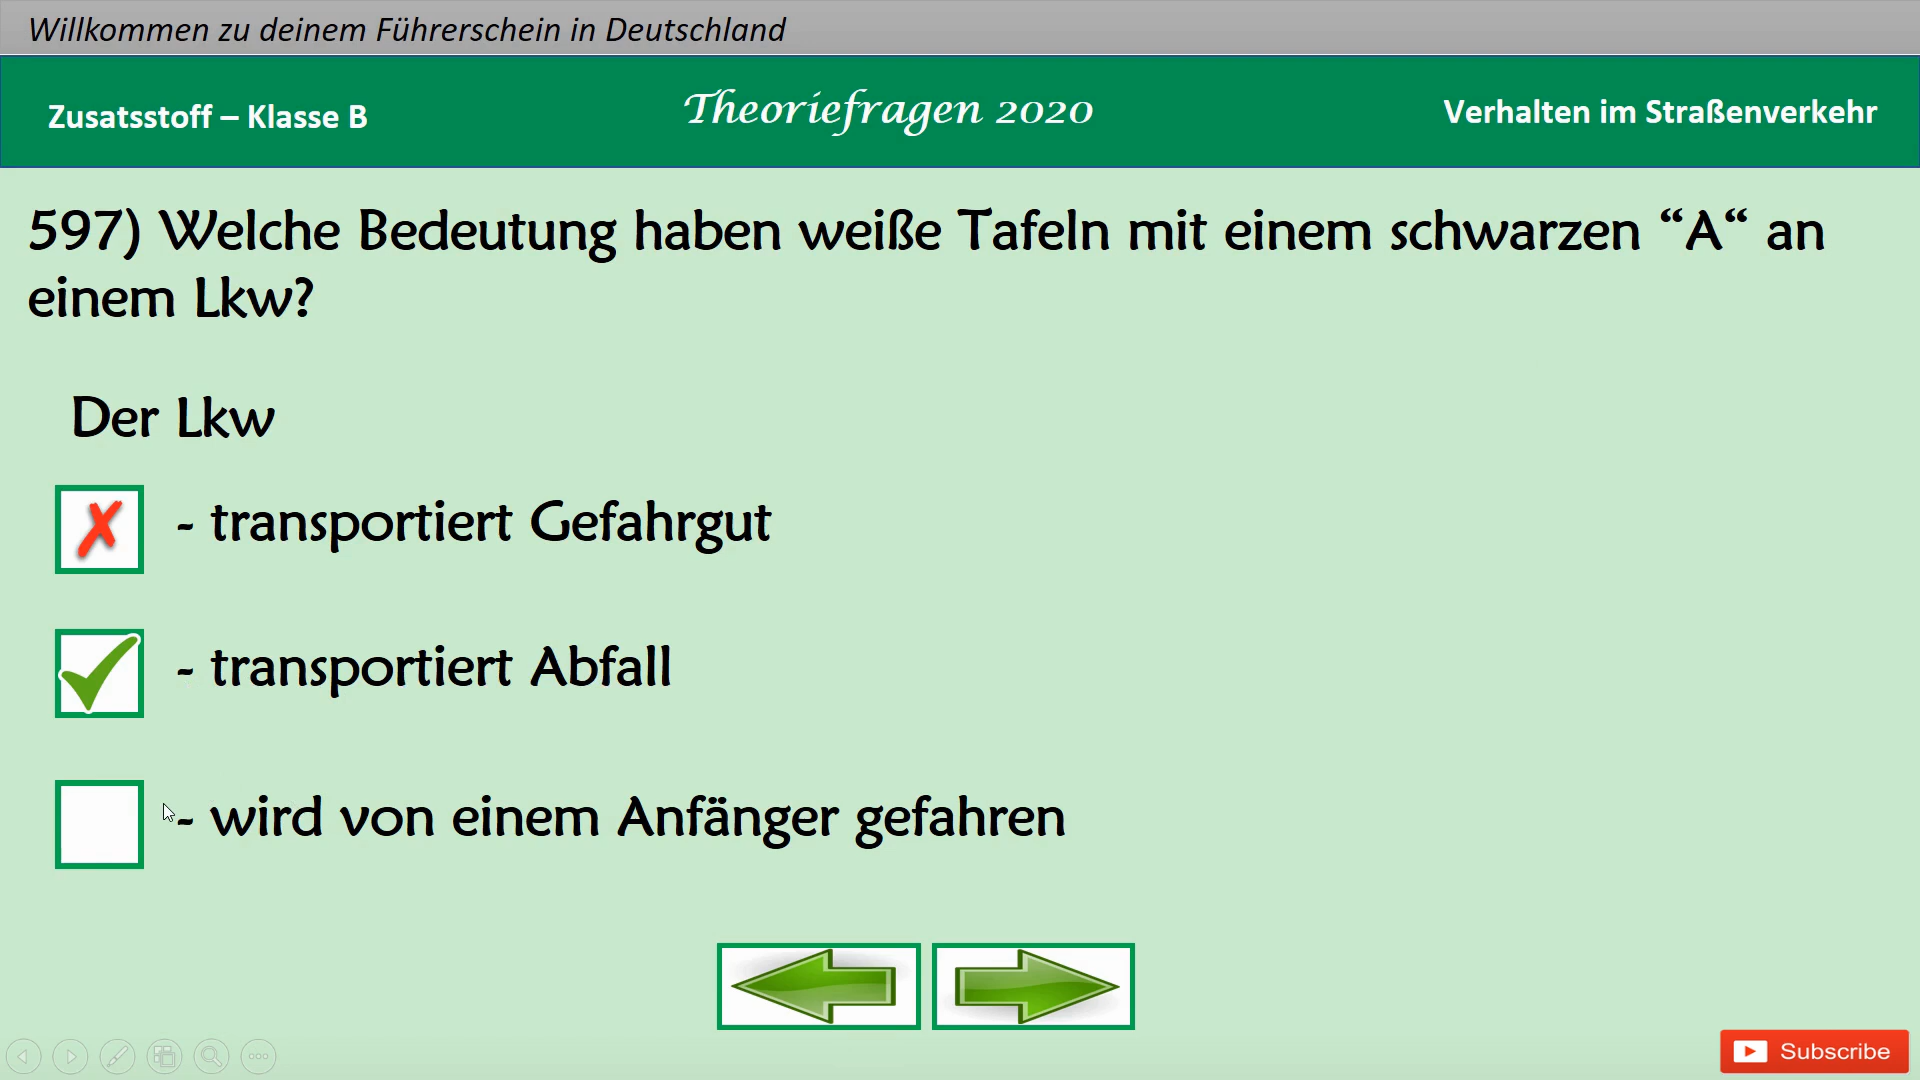 Willkommen zu deinem Führerschein in Deutschland
Zusatsstoff – Klasse B
Theoriefragen 2020
Verhalten im Straßenverkehr
597) Welche Bedeutung haben weiße Tafeln mit einem schwarzen “A“ an
einem Lkw?
Der Lkw
- transportiert Gefahrgut
- transportiert Abfall
- wird von einem Anfänger gefahren
Subscribe